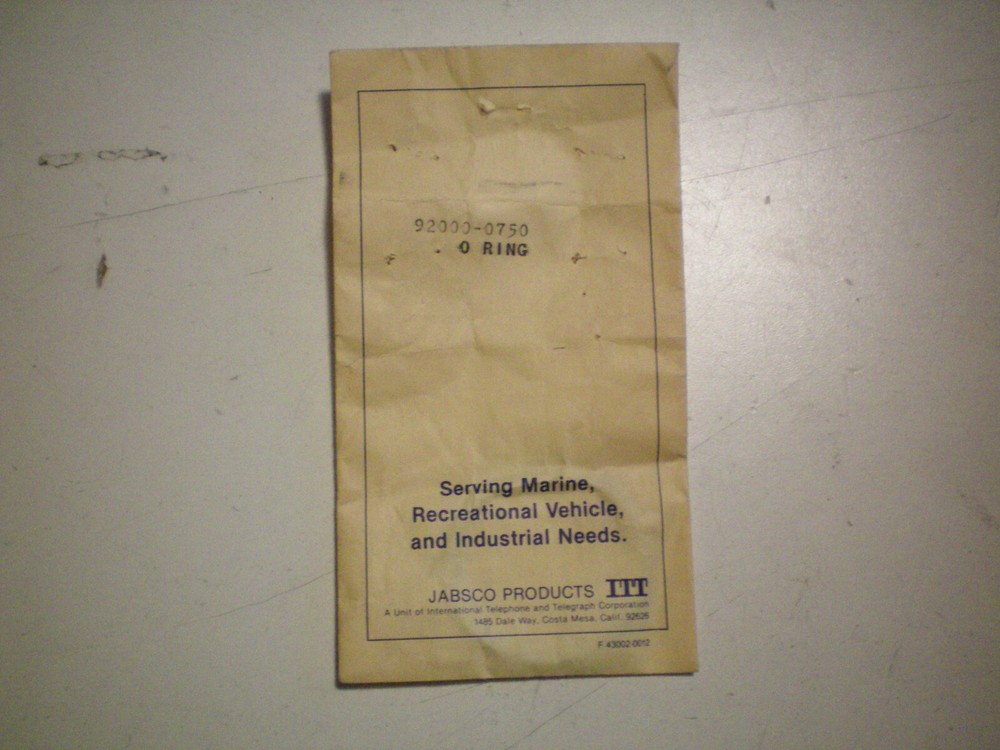 92000-0750
O RING
Serving Marine,
Recreational Vehicle,
and Industrial Needs.
JABSCO PRODUCTS ITT
A Unit of International Telephone and Telegraph Corporation
1485 Dale Way, Costa Mesa, Calif. 92626
F 43002-0012